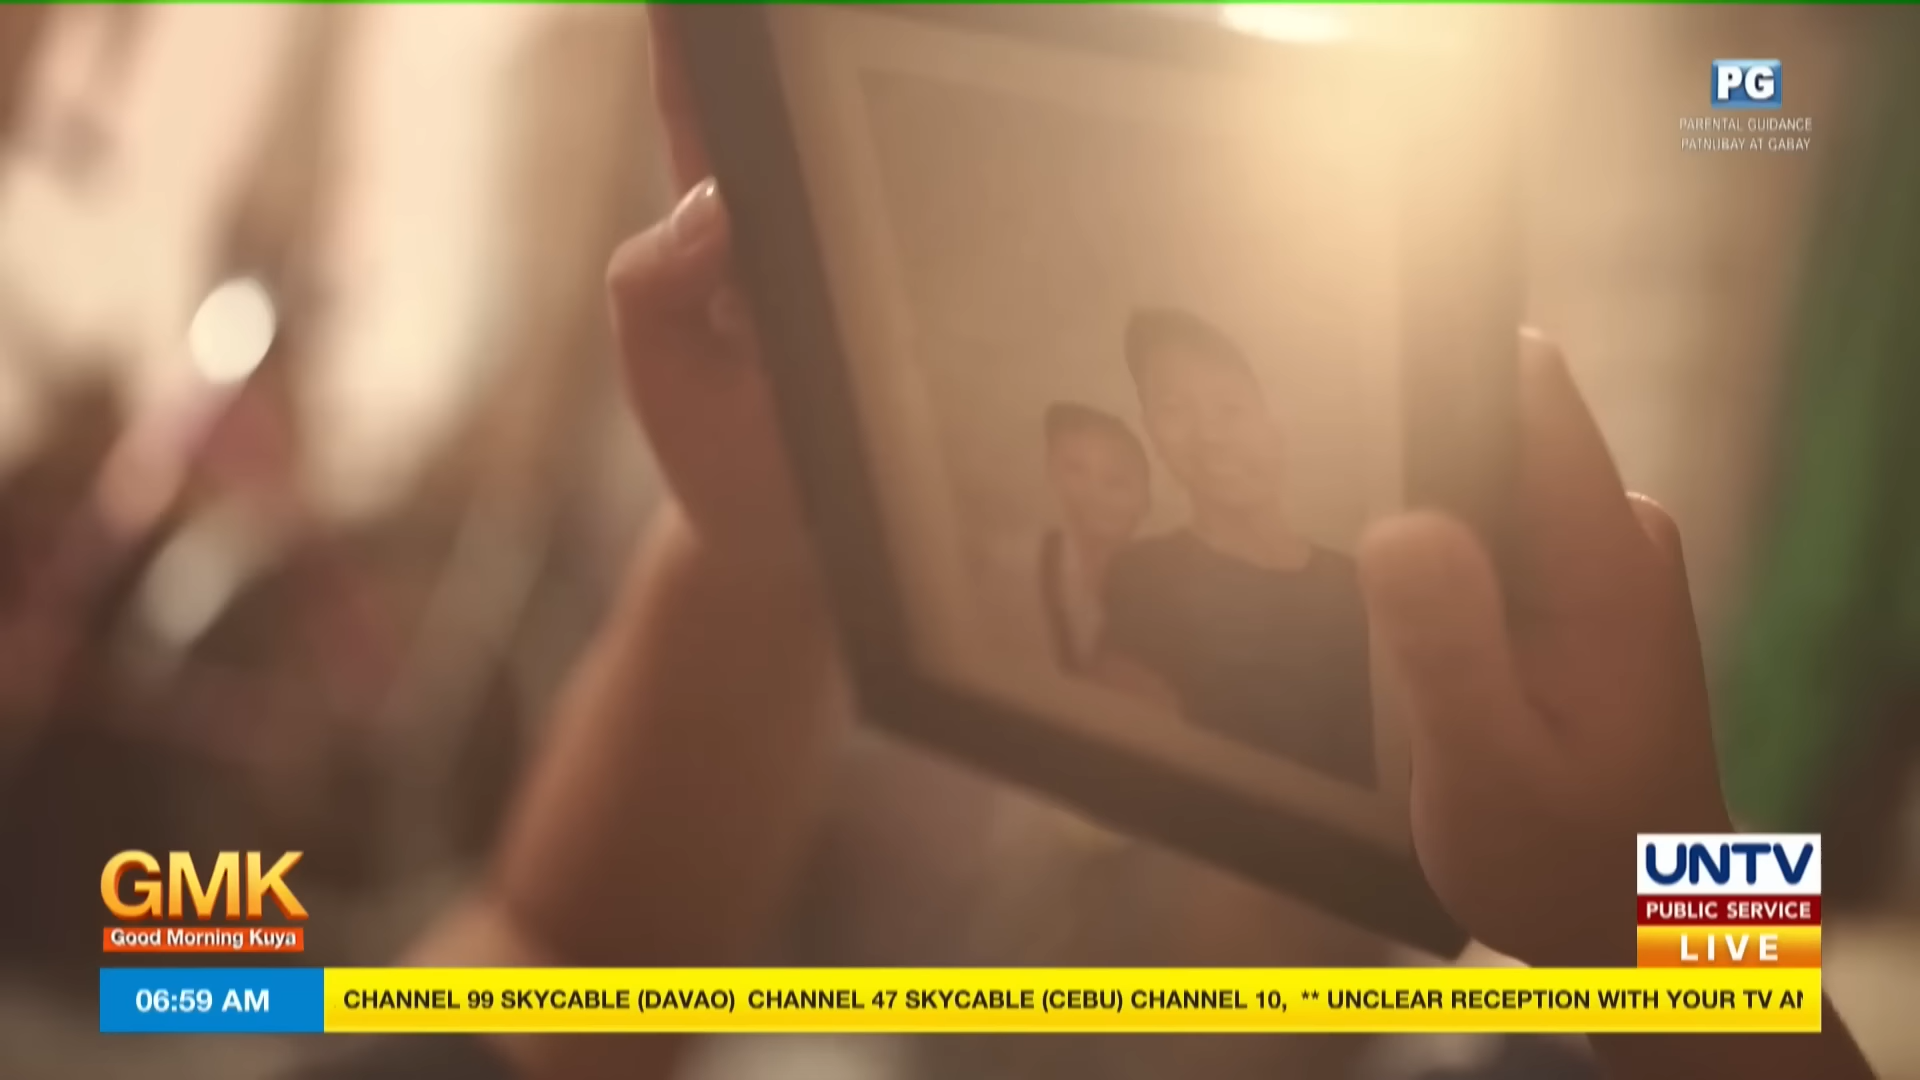 PG
PARENTAL GUIDANCE
PATNUBAY AT GABAY
GMK
Good Morning Kuya
UNTV
PUBLIC SERVICE
LIVE
06:59 AM
CHANNEL 99 SKYCABLE (DAVAO) CHANNEL 47 SKYCABLE (CEBU) CHANNEL 10, ** UNCLEAR RECEPTION WITH YOUR TV